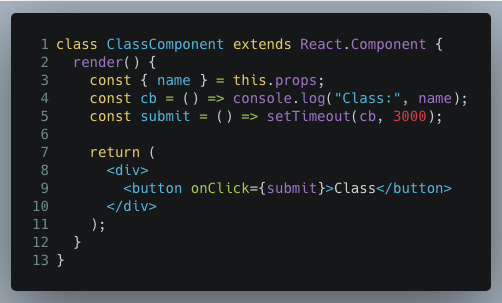 1 class ClassComponent extends React.Component {
2   render() {
3     const { name } = this.props;
4     const cb = () => console.log("Class:", name);
5     const submit = () => setTimeout(cb, 3000);
6
7     return (
8       <div>
9         <button onClick={submit}>Class</button>
10       </div>
11     );
12   }
13 }